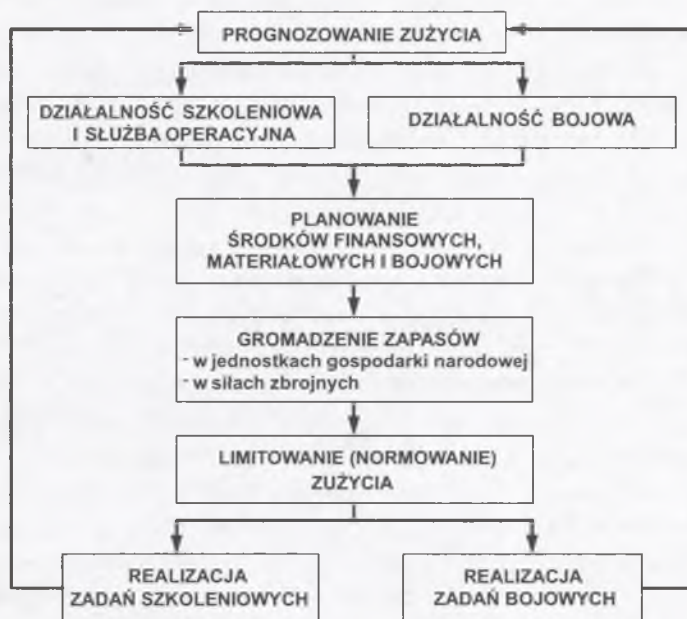 PROGNOZOWANIE ZUŻYCIA
DZIAŁALNOŚĆ SZKOLENIOWA
I SŁUŻBA OPERACYJNA
DZIAŁALNOŚĆ BOJOWA
PLANOWANIE
ŚRODKÓW FINANSOWYCH,
MATERIAŁOWYCH I BOJOWYCH
GROMADZENIE ZAPASÓW
- w jednostkach gospodarki narodowej
- w siłach zbrojnych
LIMITOWANIE (NORMOWANIE)
ZUŻYCIA
REALIZACJA
ZADAŃ SZKOLENIOWYCH
REALIZACJA
ZADAŃ BOJOWYCH